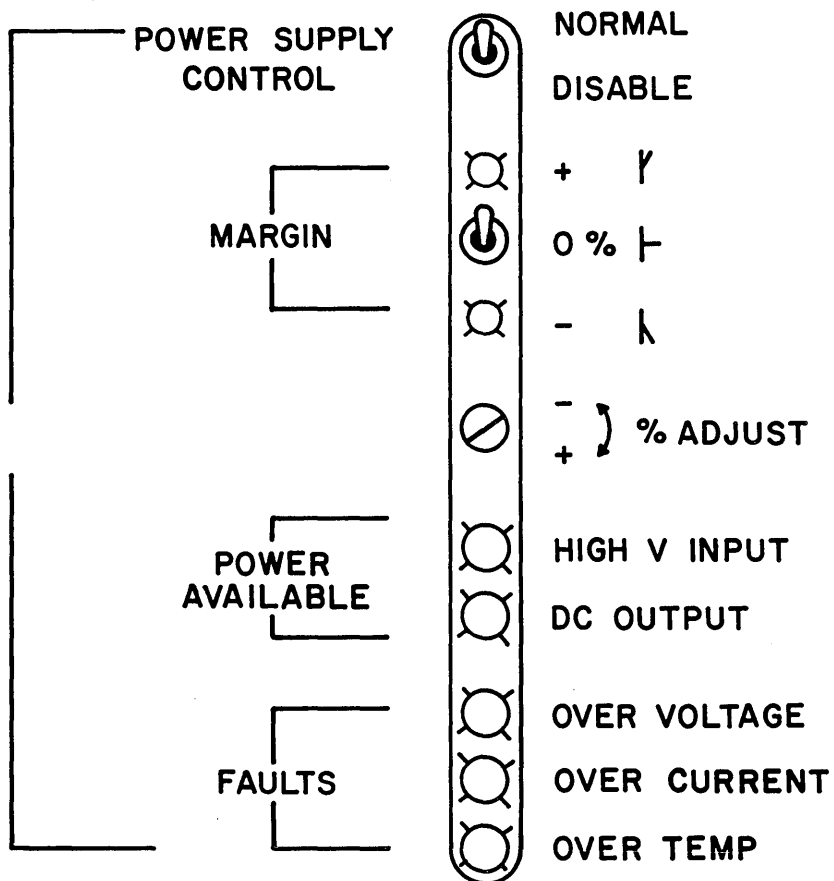 POWER SUPPLY
CONTROL
NORMAL
DISABLE
MARGIN
+
0 %
-
-
+
% ADJUST
POWER
AVAILABLE
HIGH V INPUT
DC OUTPUT
FAULTS
OVER VOLTAGE
OVER CURRENT
OVER TEMP